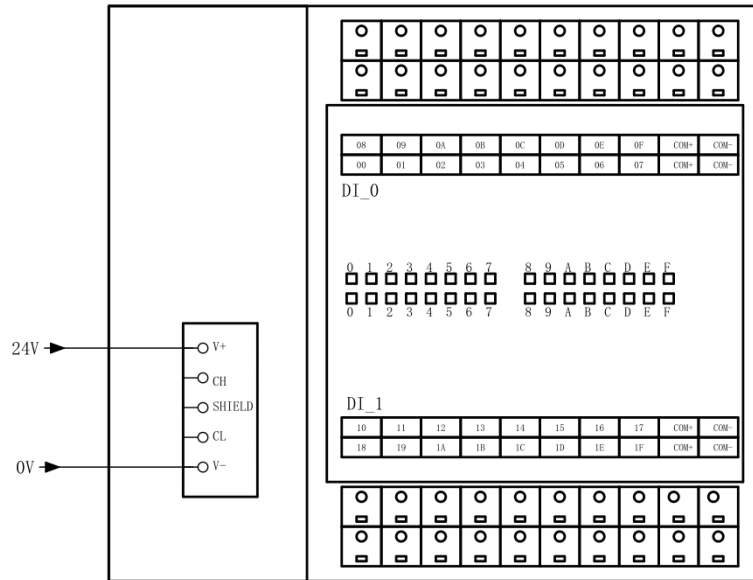 08 09 0A 0B 0C 0D 0E 0F COM+ COM-
00 01 02 03 04 05 06 07 COM+ COM-
DI_0
0 1 2 3 4 5 6 7 8 9 A B C D E F
0 1 2 3 4 5 6 7 8 9 A B C D E F
24V V+
CH
SHIELD
CL
0V V-
DI_1
10 11 12 13 14 15 16 17 COM+ COM-
18 19 1A 1B 1C 1D 1E 1F COM+ COM-